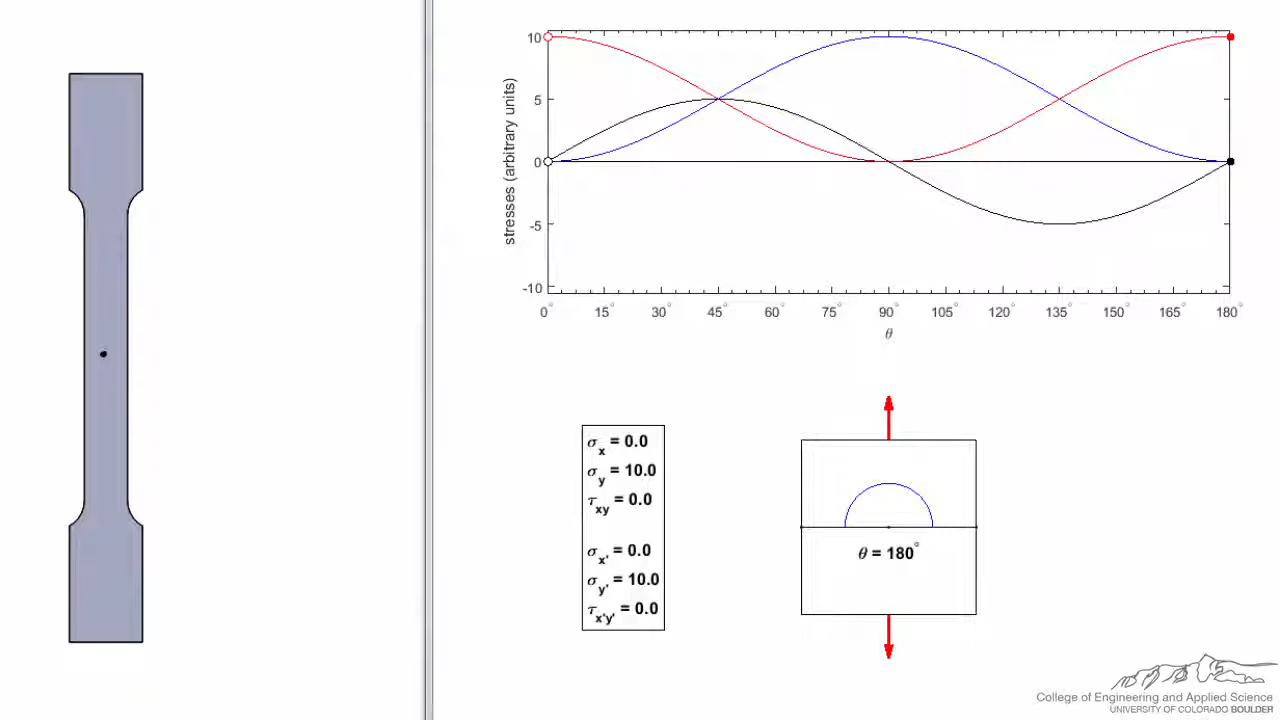 10
5
0
-5
-10
stresses (arbitrary units)
0° 15° 30° 45° 60° 75° 90° 105° 120° 135° 150° 165° 180°
θ
σx = 0.0
σy = 10.0
τxy = 0.0
σx' = 0.0
σy' = 10.0
τx'y' = 0.0
θ = 180°
College of Engineering and Applied Science
UNIVERSITY OF COLORADO BOULDER